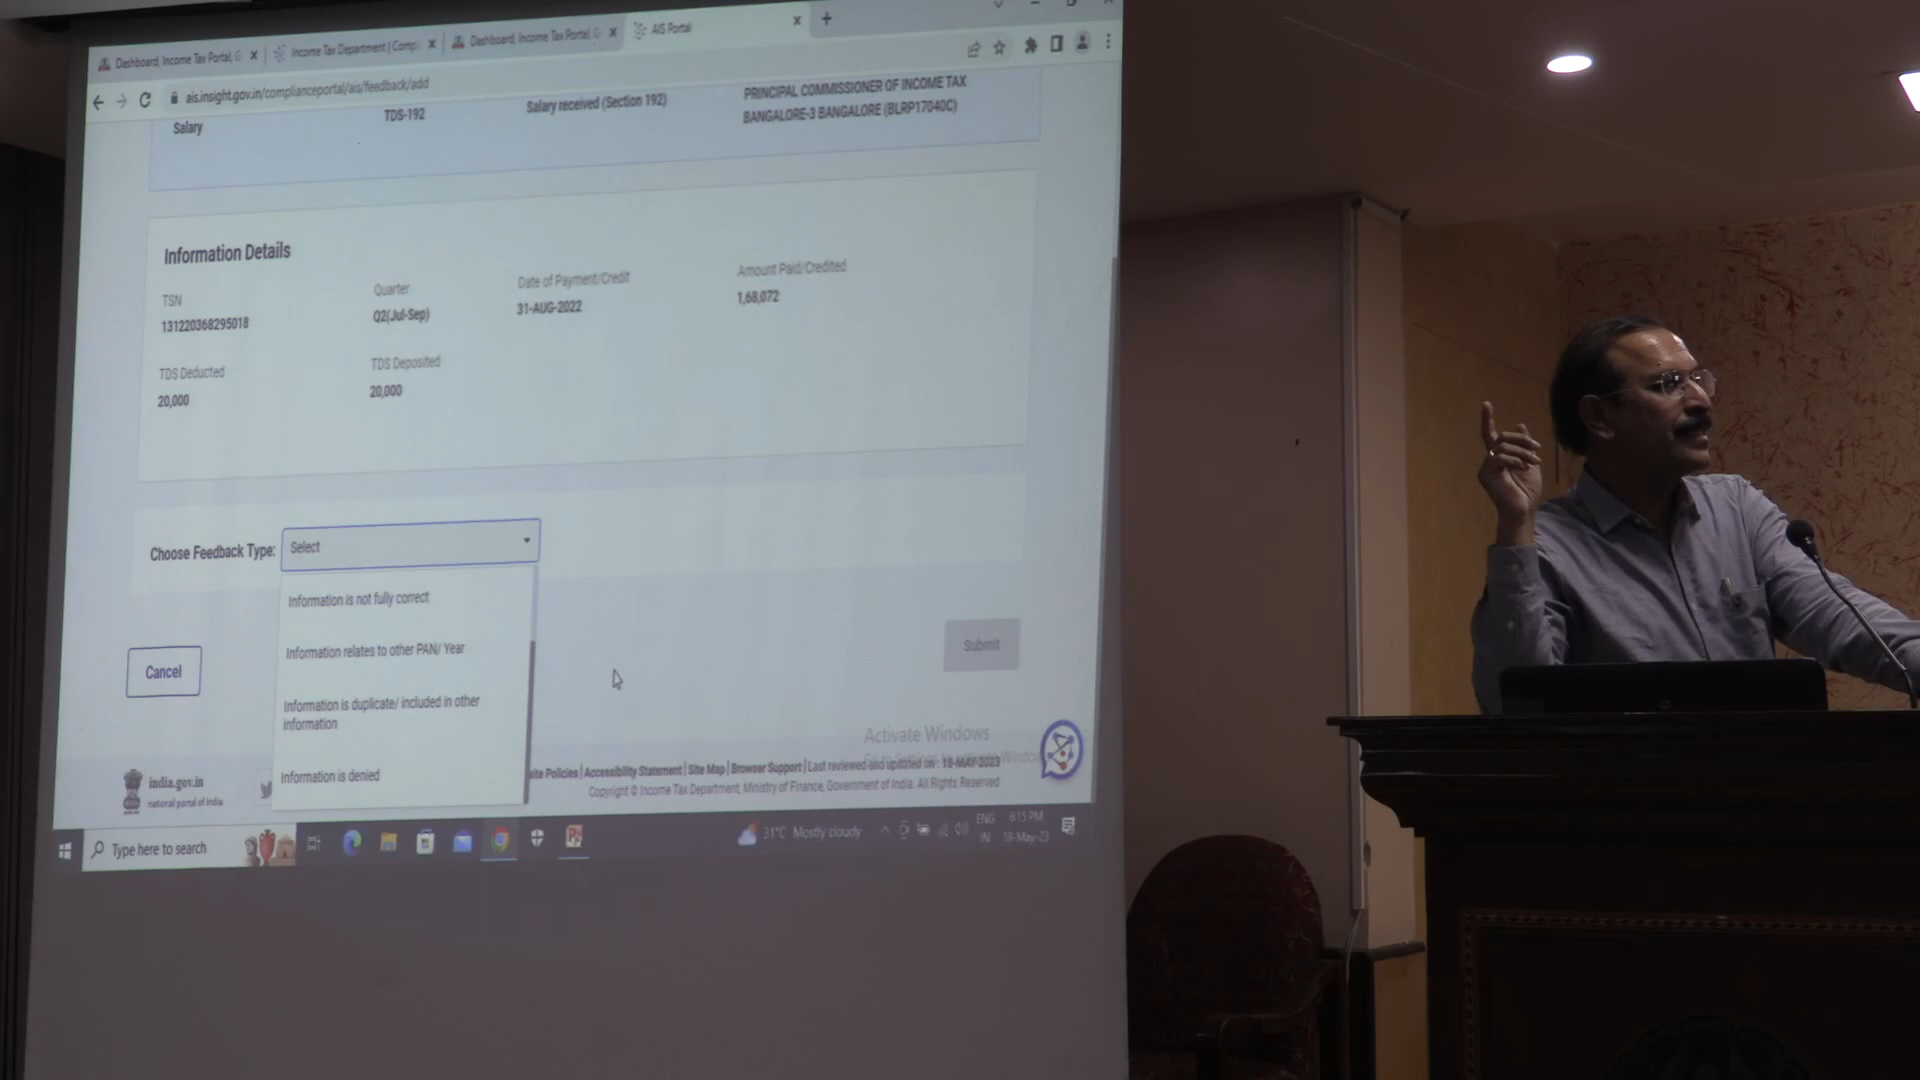 Dashboard, Income Tax Portal, G
Income Tax Department | Comp
Dashboard, Income Tax Portal, G
AIS Portal
ais.insight.gov.in/complianceportal/ais/feedback/add
Salary
TDS-192
Salary received (Section 192)
PRINCIPAL COMMISSIONER OF INCOME TAX
BANGALORE-3 BANGALORE (BLRP17040C)
Information Details
TSN
Quarter
Date of Payment/Credit
Amount Paid/Credited
131220368295018
Q2(Jul-Sep)
31-AUG-2022
1,68,072
TDS Deducted
TDS Deposited
20,000
20,000
Choose Feedback Type:
Select
Information is not fully correct
Information relates to other PAN/ Year
Information is duplicate/ included in other
information
Information is denied
Cancel
Submit
Activate Windows
india.gov.in
national portal of India
Policies | Accessibility Statement | Site Map | Browser Support | Last reviewed and updated on : 18-MAY-2023
Copyright © Income Tax Department, Ministry of Finance, Government of India. All Rights Reserved
Type here to search
31°C Mostly cloudy
ENG
IN
6:15 PM
18-May-23